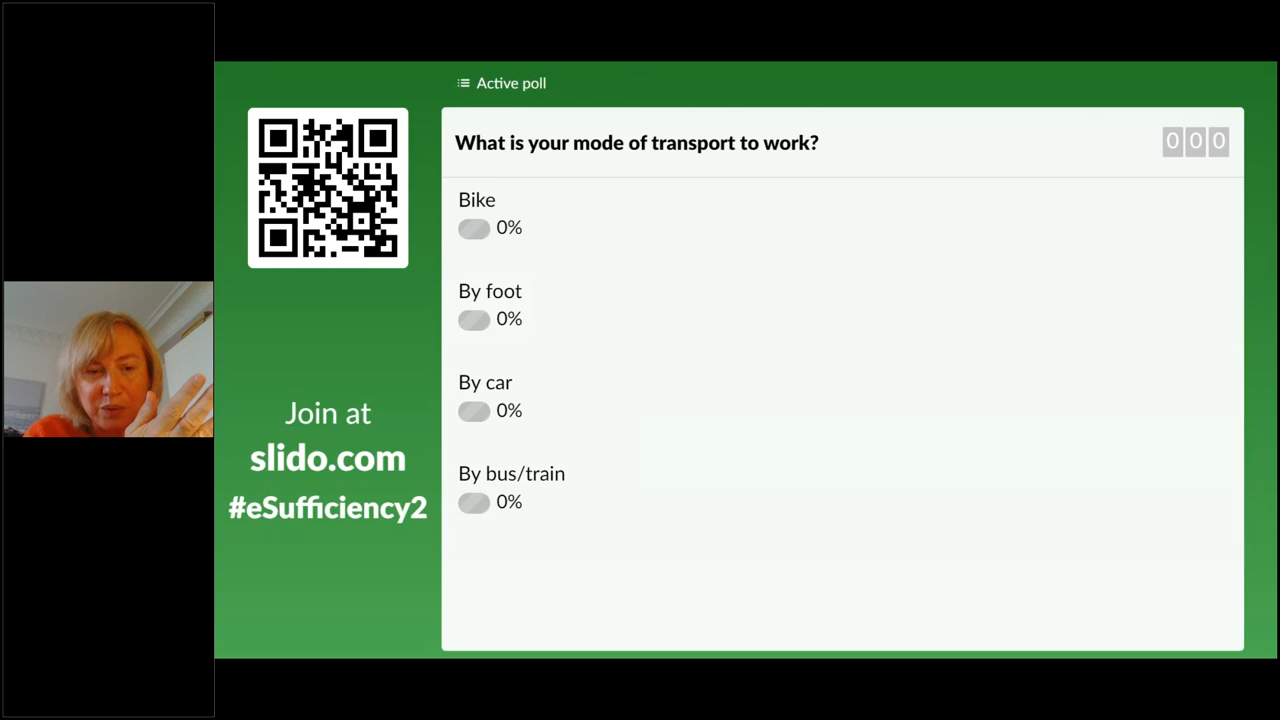 Active poll
What is your mode of transport to work?
000
Bike
0%
By foot
0%
By car
0%
By bus/train
0%
Join at
slido.com
#eSufficiency2